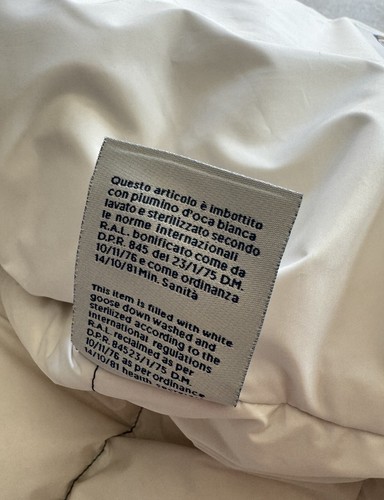 Questo articolo è imbottito
con piumino d'oca bianca
lavato e sterilizzato secondo
le norme internazionali
R.A.L. bonificato come da
D.P.R. 845 del 23/1/75 D.M.
10/11/76 e come ordinanza
14/10/81 Min. Sanità
This item is filled with white
goose down washed and
sterilized according to the
international regulations
R.A.L. reclaimed as per
D.P.R. 84523/1/75 D.M.
10/11/76 as per ordinance
14/10/81 health